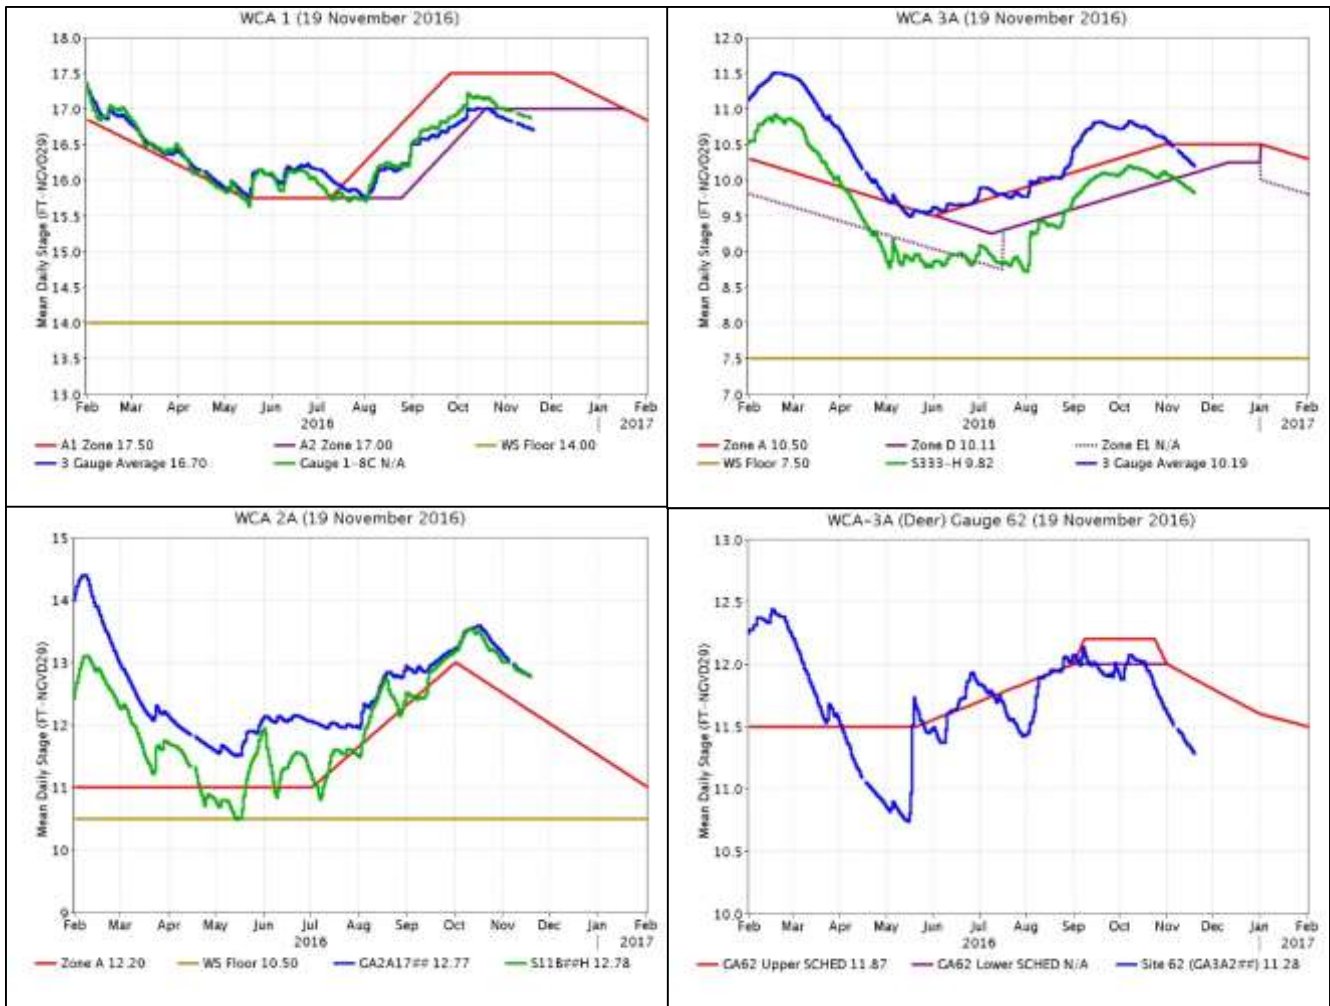 WCA 1 (19 November 2016)
Mean Daily Stage (FT-NGVD29)
18.0
17.5
17.0
16.5
16.0
15.5
15.0
14.5
14.0
13.5
13.0
Feb Mar Apr May Jun Jul Aug Sep Oct Nov Dec Jan Feb
2016 | 2017
A1 Zone 17.50 A2 Zone 17.00 WS Floor 14.00
3 Gauge Average 16.70 Gauge 1-8C N/A
WCA 3A (19 November 2016)
Mean Daily Stage (FT-NGVD29)
12.0
11.5
11.0
10.5
10.0
9.5
9.0
8.5
8.0
7.5
7.0
Feb Mar Apr May Jun Jul Aug Sep Oct Nov Dec Jan Feb
2016 | 2017
Zone A 10.50 Zone D 10.11 Zone E1 N/A
WS Floor 7.50 S333-H 9.82 3 Gauge Average 10.19
WCA 2A (19 November 2016)
Mean Daily Stage (FT-NGVD29)
15
14
13
12
11
10
9
Feb Mar Apr May Jun Jul Aug Sep Oct Nov Dec Jan Feb
2016 | 2017
Zone A 12.20 WS Floor 10.50 GA2A17## 12.77 S11B##H 12.78
WCA-3A (Deer) Gauge 62 (19 November 2016)
Mean Daily Stage (FT-NGVD29)
13.0
12.5
12.0
11.5
11.0
10.5
10.0
Feb Mar Apr May Jun Jul Aug Sep Oct Nov Dec Jan Feb
2016 | 2017
GA62 Upper SCHED 11.87 GA62 Lower SCHED N/A Site 62 (GA3A2##) 11.28